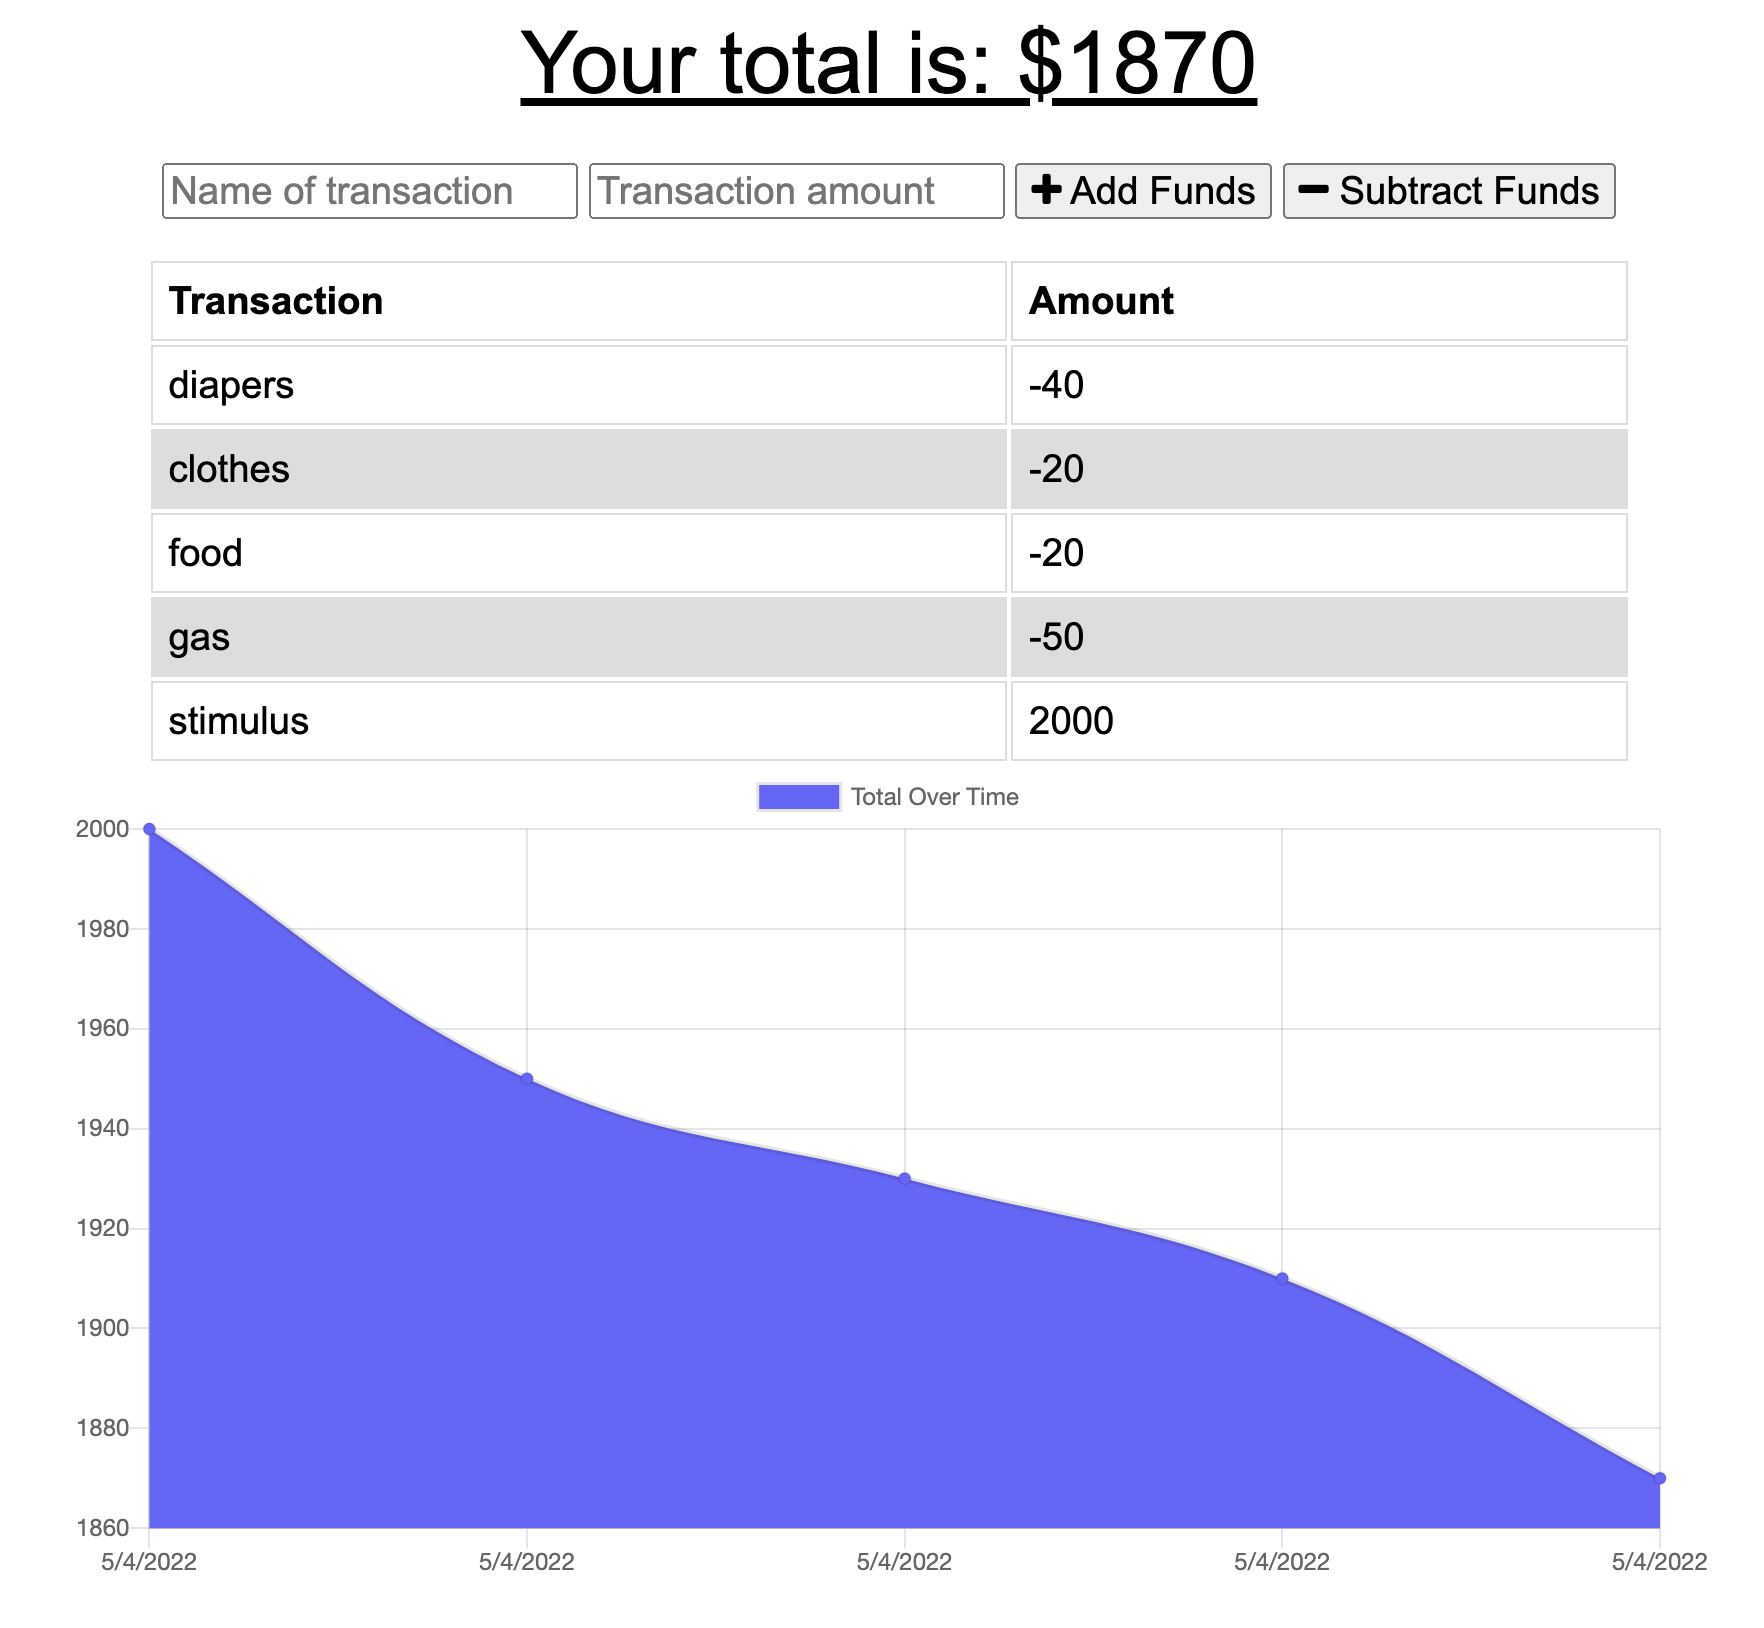 Your total is: $1870
Name of transaction Transaction amount Add Funds Subtract Funds
Transaction Amount
diapers -40
clothes -20
food -20
gas -50
stimulus 2000
Total Over Time
2000
1980
1960
1940
1920
1900
1880
1860
5/4/2022 5/4/2022 5/4/2022 5/4/2022 5/4/2022